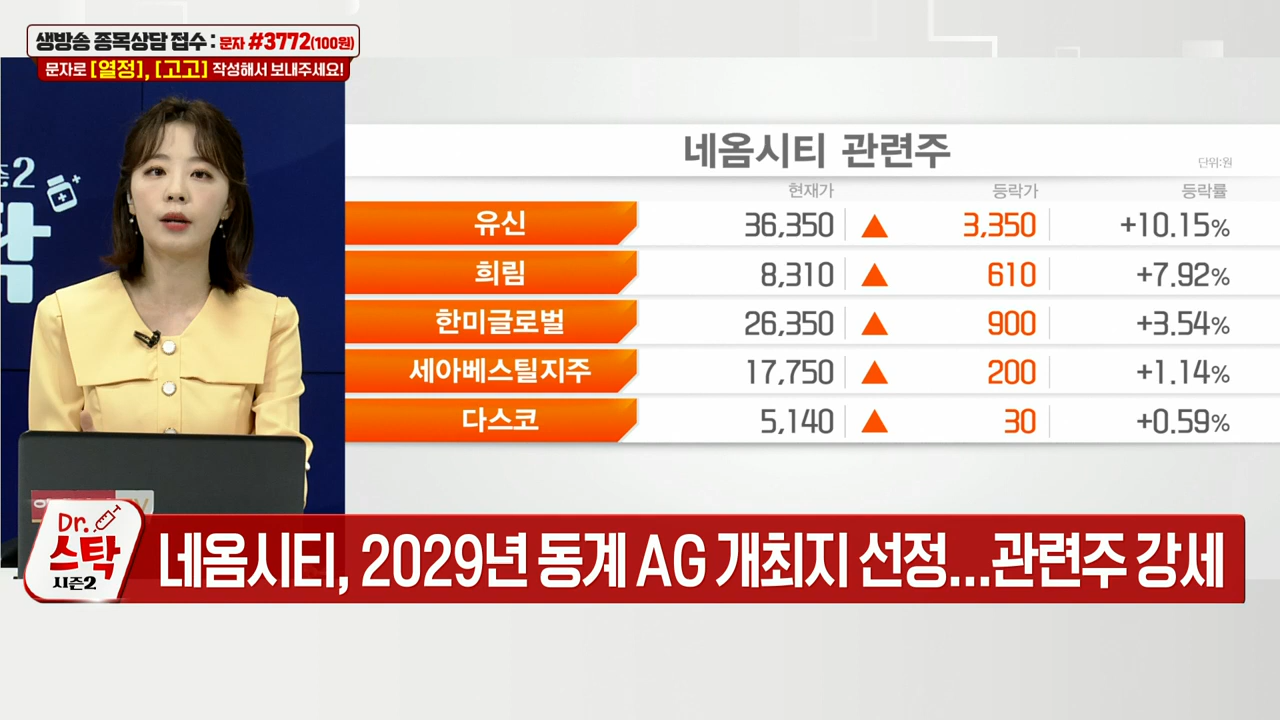 생방송 종목상담 접수 : 문자 #3772(100원)
문자로 [열정], [고고] 작성해서 보내주세요!
네옴시티 관련주
단위:원
현재가 등락가 등락률
유신 36,350 ▲ 3,350 +10.15%
희림 8,310 ▲ 610 +7.92%
한미글로벌 26,350 ▲ 900 +3.54%
세아베스틸지주 17,750 ▲ 200 +1.14%
다스코 5,140 ▲ 30 +0.59%
Dr.
스탁
시즌2
네옴시티, 2029년 동계 AG 개최지 선정...관련주 강세